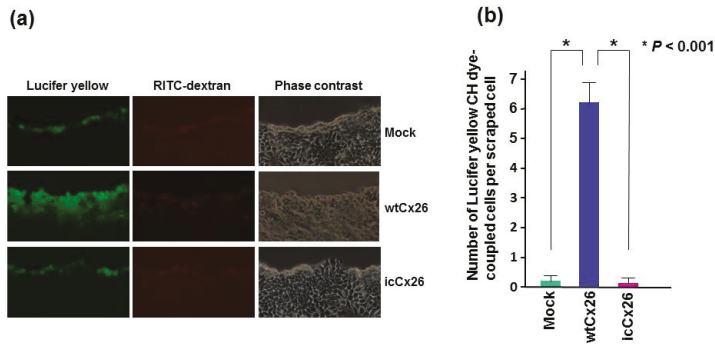 (a)
Lucifer yellow RITC-dextran Phase contrast
Mock
wtCx26
icCx26
(b)
* * * P < 0.001
Number of Lucifer yellow CH dye-
coupled cells per scraped cell
7
6
5
4
3
2
1
0
Mock
wtCx26
icCx26